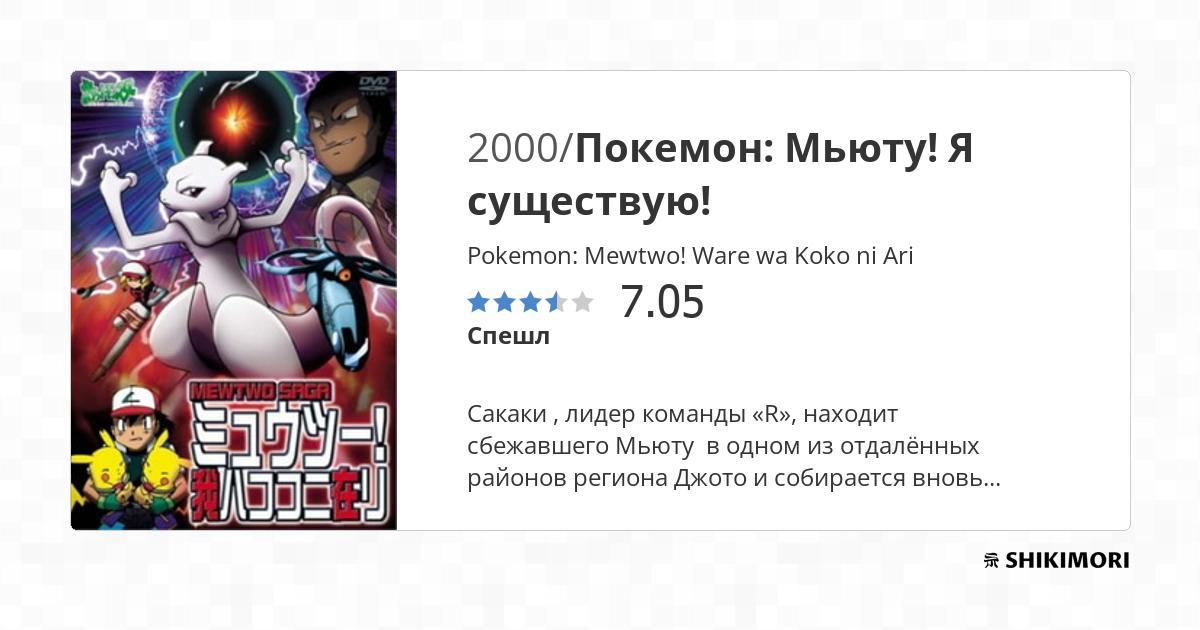 DVD
VIDEO
2000/Покемон: Мьюту! Я
существую!
Pokemon: Mewtwo! Ware wa Koko ni Ari
7.05
Спешл
MEWTWO SAGA
ミュウツー!
我ハココニ在リ
Сакаки , лидер команды «R», находит
сбежавшего Мьюту  в одном из отдалённых
районов региона Джото и собирается вновь...
SHIKIMORI